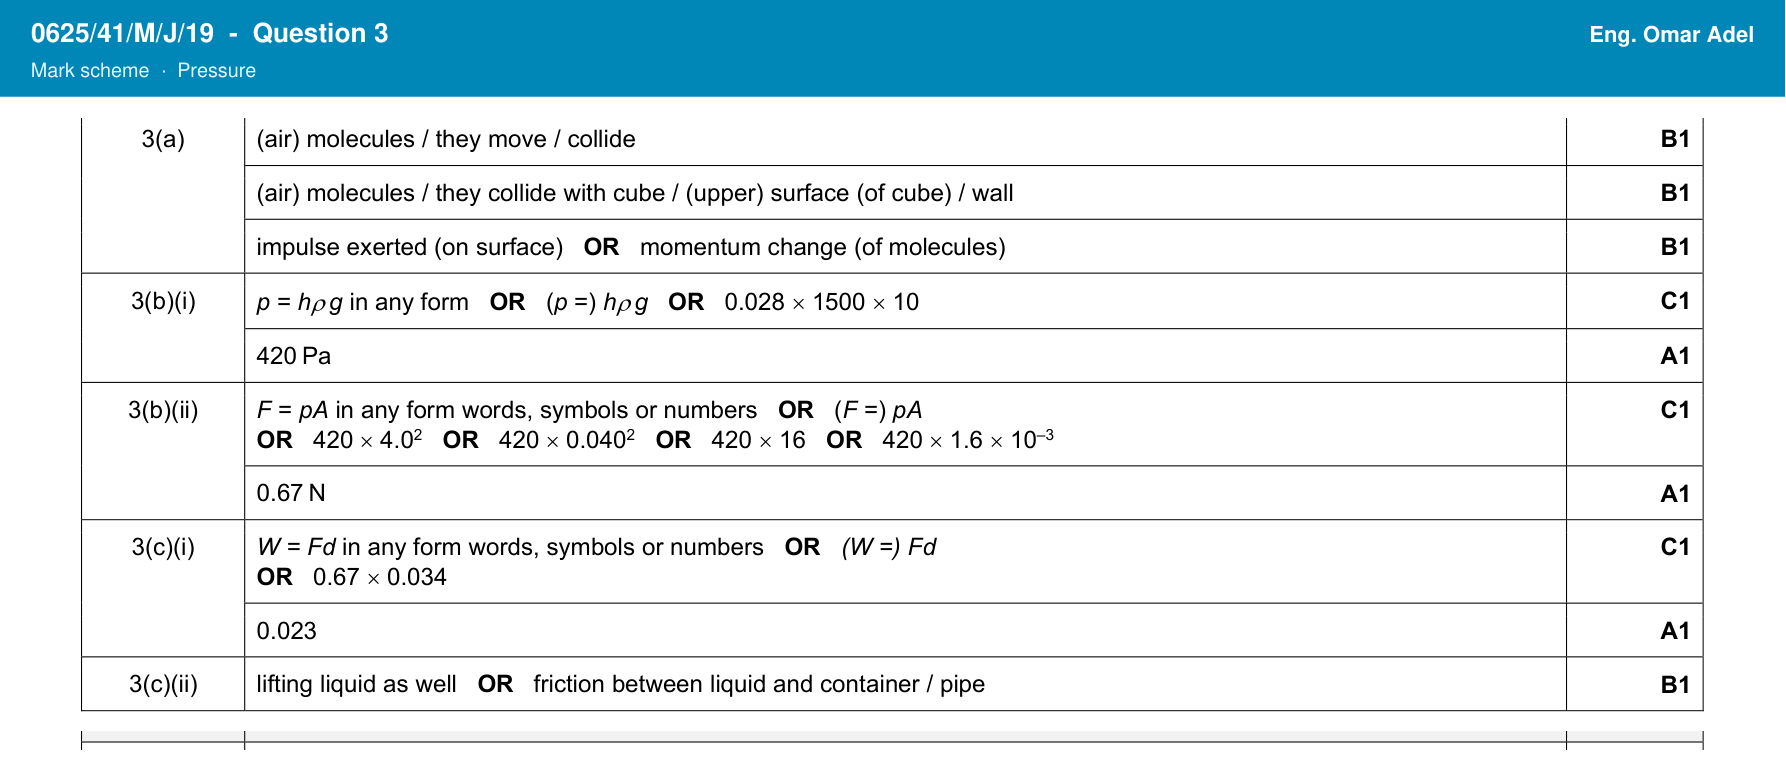 0625/41/M/J/19 - Question 3
Eng. Omar Adel
Mark scheme · Pressure
3(a) (air) molecules / they move / collide B1
(air) molecules / they collide with cube / (upper) surface (of cube) / wall B1
impulse exerted (on surface) OR momentum change (of molecules) B1
3(b)(i) p = hρg in any form OR (p =) hρg OR 0.028 × 1500 × 10 C1
420 Pa A1
3(b)(ii) F = pA in any form words, symbols or numbers OR (F =) pA C1
OR 420 × 4.0² OR 420 × 0.040² OR 420 × 16 OR 420 × 1.6 × 10⁻³
0.67 N A1
3(c)(i) W = Fd in any form words, symbols or numbers OR (W =) Fd C1
OR 0.67 × 0.034
0.023 A1
3(c)(ii) lifting liquid as well OR friction between liquid and container / pipe B1